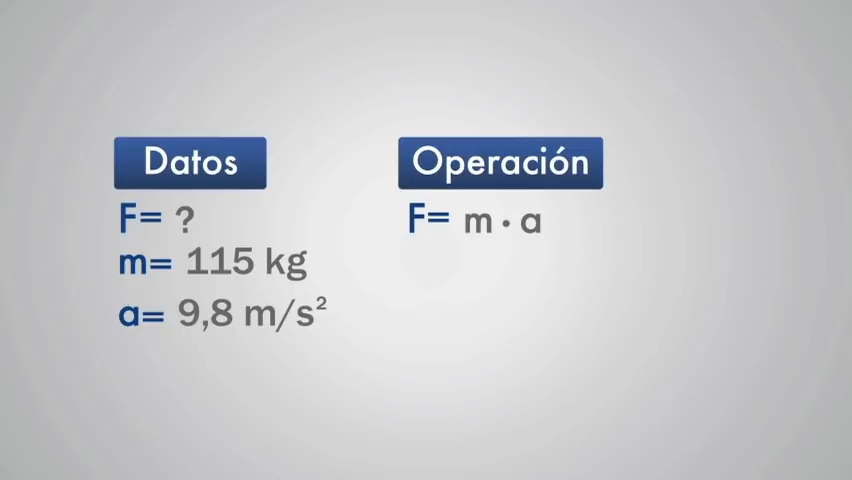 Datos
F= ?
m= 115 kg
a= 9,8 m/s²
Operación
F= m · a